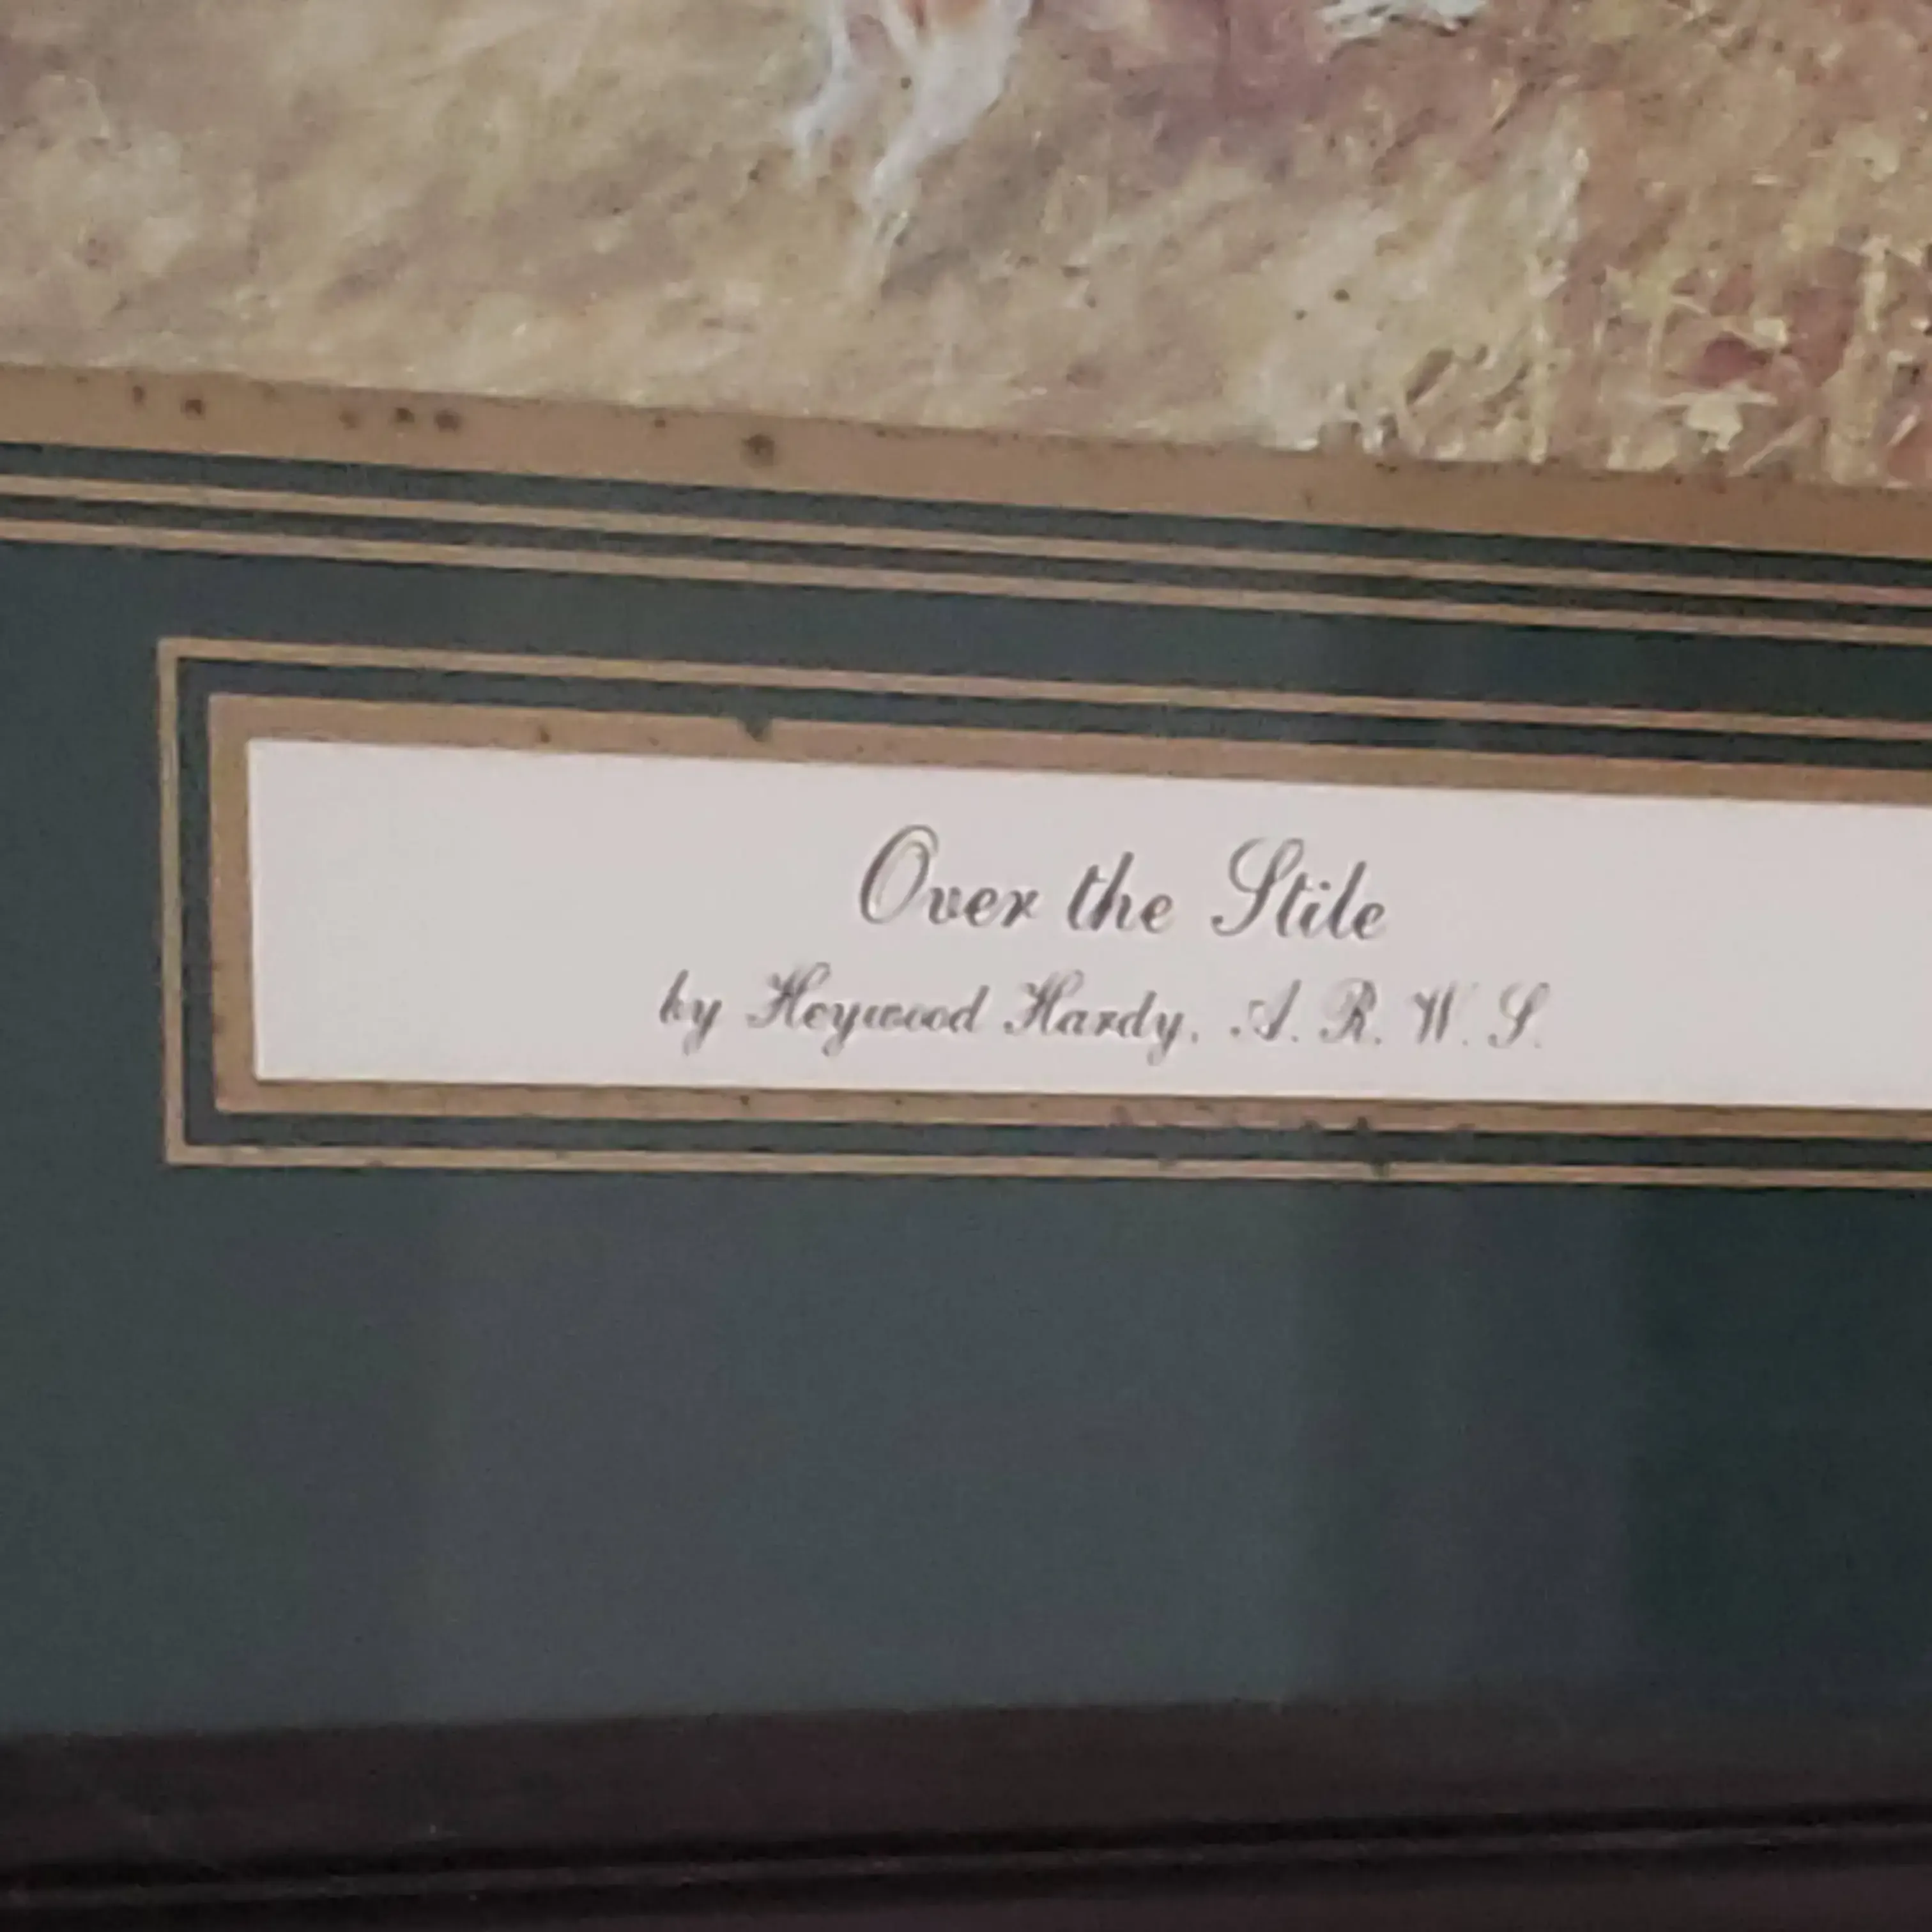 Over the Stile
by Heywood Hardy. A. R. W. S.